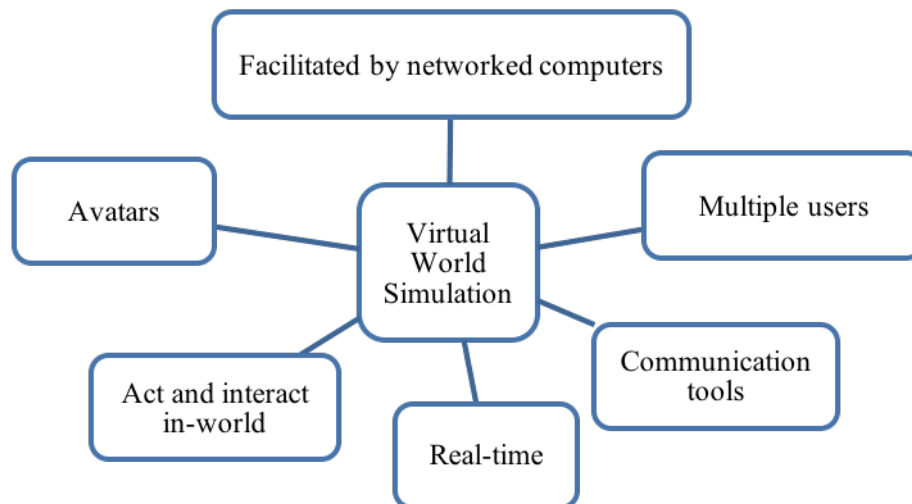 Facilitated by networked computers
Avatars
Multiple users
Virtual
World
Simulation
Act and interact
in-world
Communication
tools
Real-time